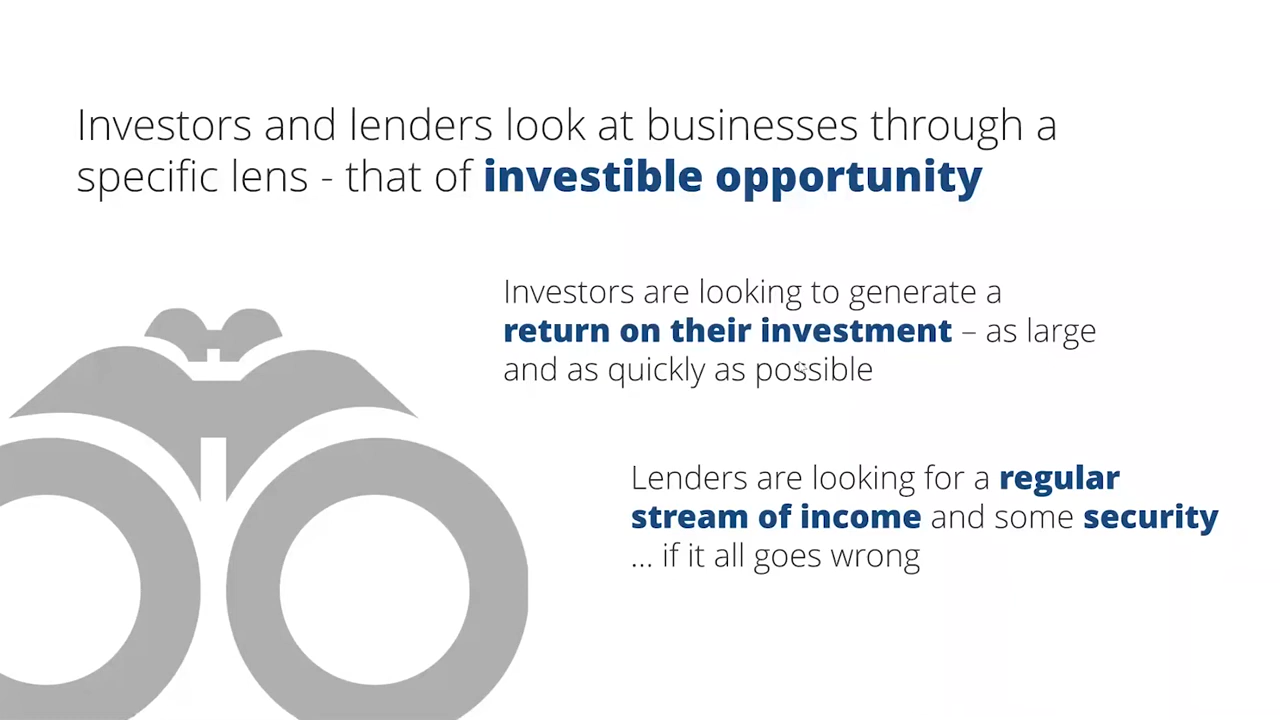 Investors and lenders look at businesses through a
specific lens - that of investible opportunity
Investors are looking to generate a
return on their investment – as large
and as quickly as possible
Lenders are looking for a regular
stream of income and some security
... if it all goes wrong